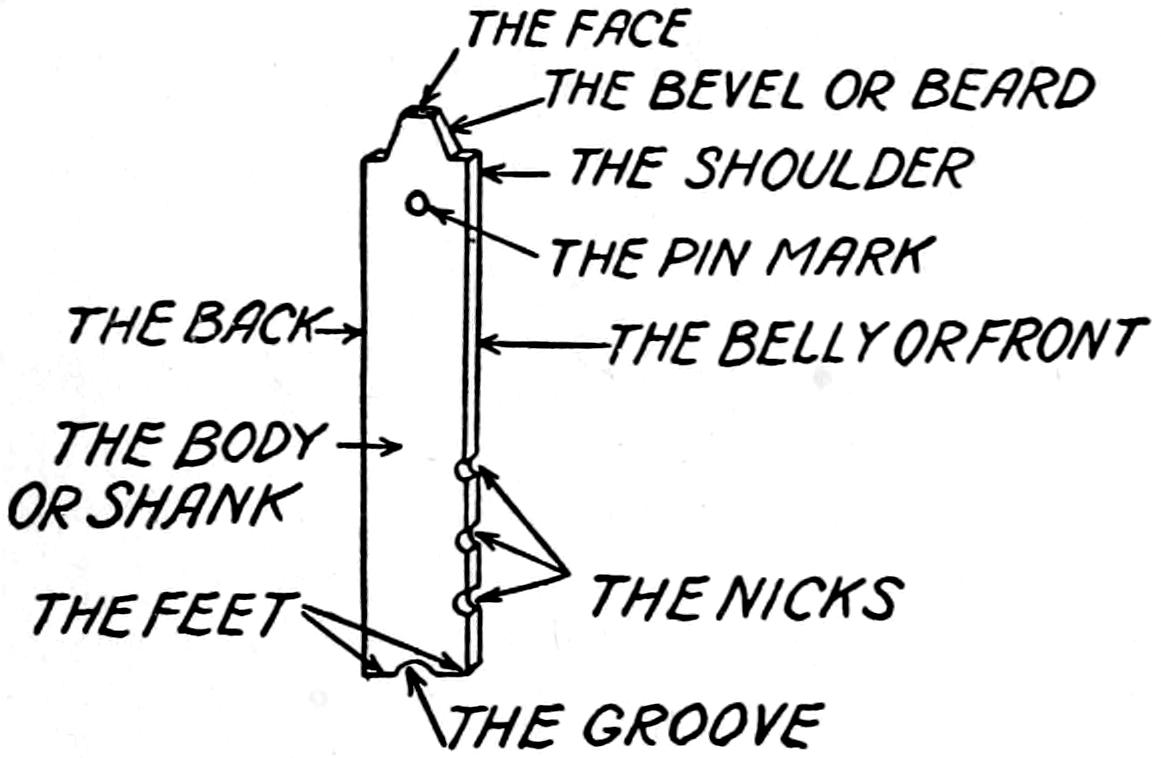 THE FACE
THE BEVEL OR BEARD
THE SHOULDER
THE PIN MARK
THE BACK
THE BELLY OR FRONT
THE BODY
OR SHANK
THE NICKS
THE FEET
THE GROOVE